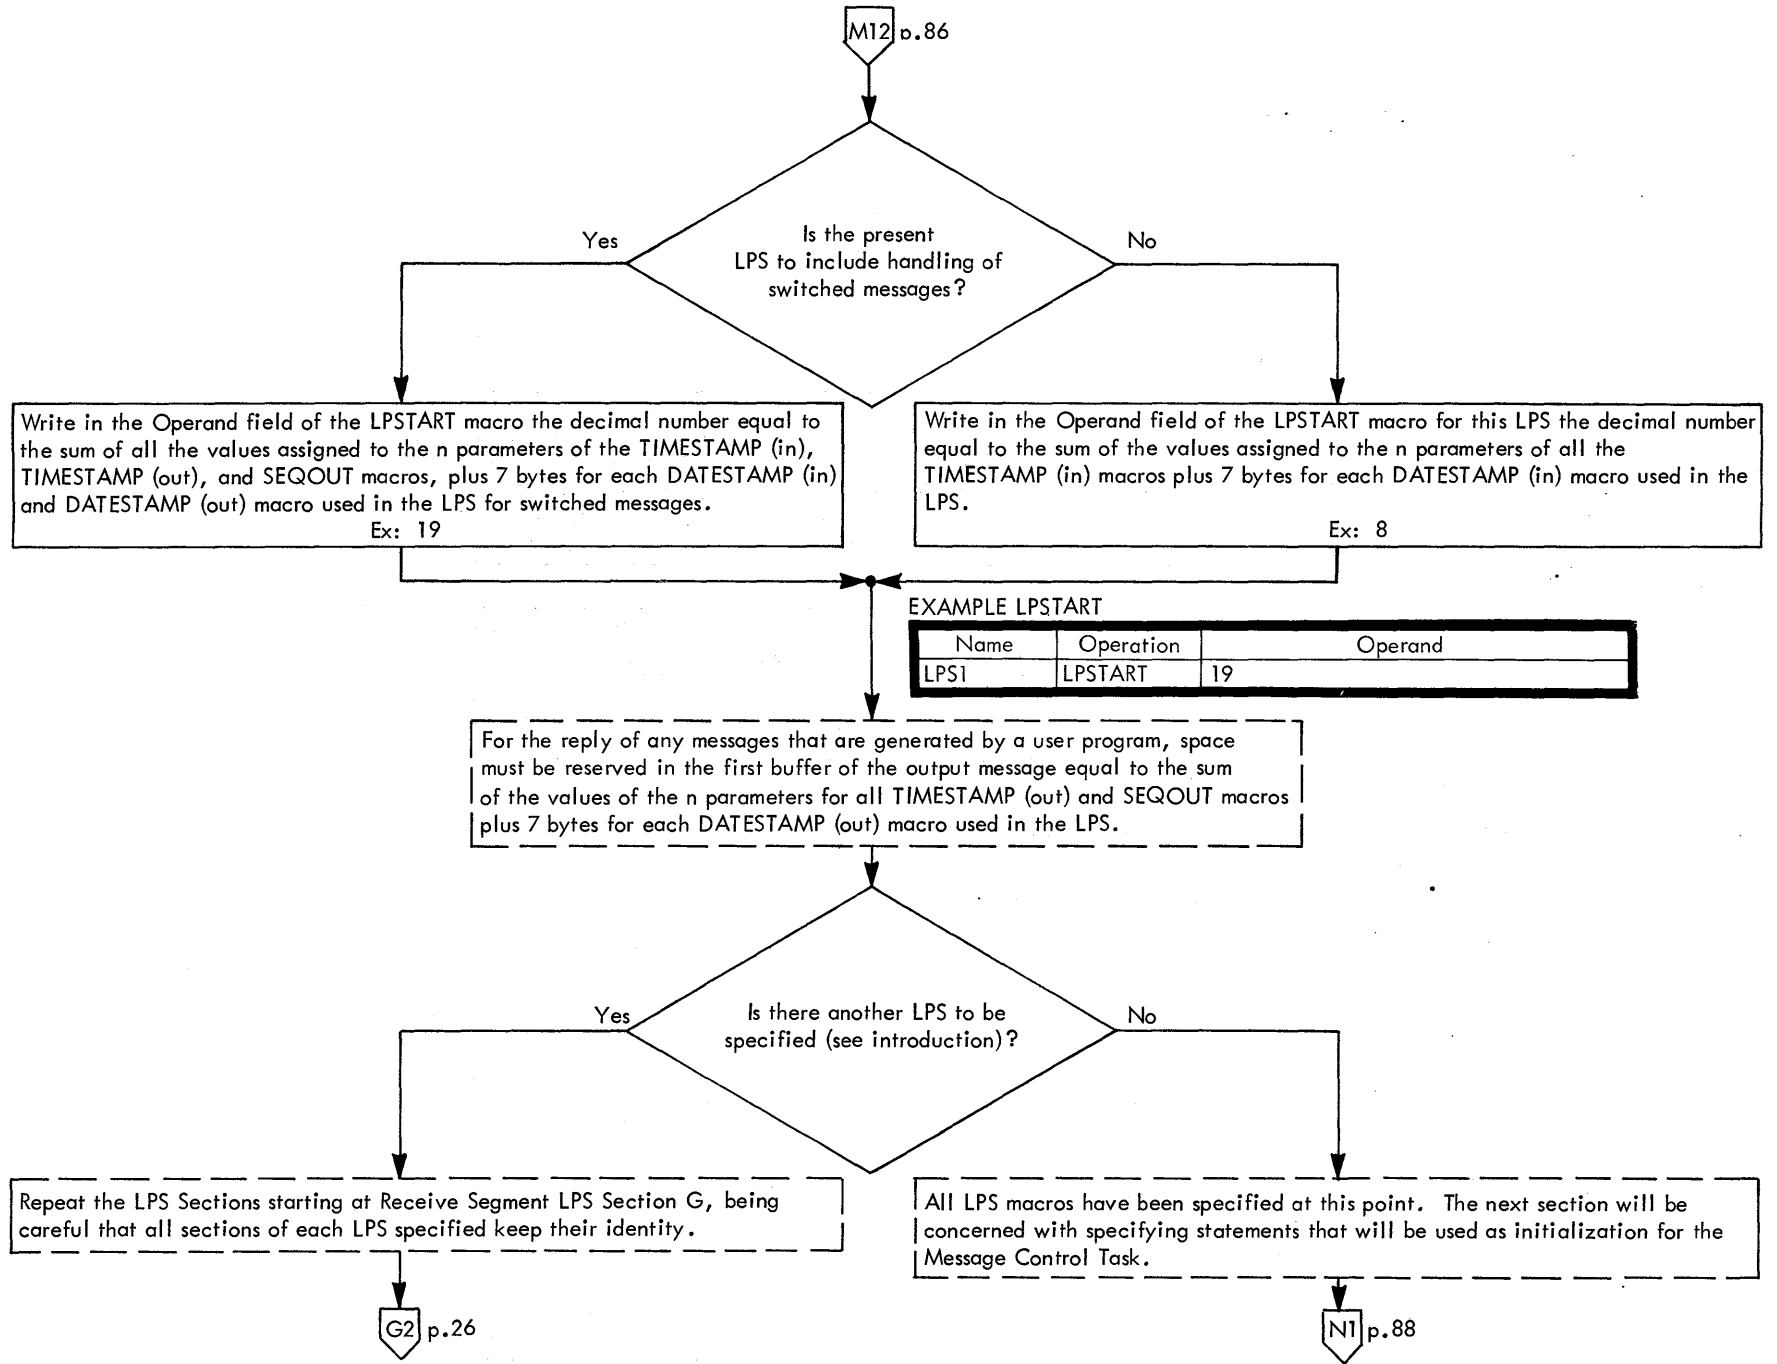 M12 p.86
Is the present
LPS to include handling of
switched messages?
Yes
No
Write in the Operand field of the LPSTART macro the decimal number equal to
the sum of all the values assigned to the n parameters of the TIMESTAMP (in),
TIMESTAMP (out), and SEQOUT macros, plus 7 bytes for each DATESTAMP (in)
and DATESTAMP (out) macro used in the LPS for switched messages.
Ex: 19
Write in the Operand field of the LPSTART macro for this LPS the decimal number
equal to the sum of the values assigned to the n parameters of all the
TIMESTAMP (in) macros plus 7 bytes for each DATESTAMP (in) macro used in the
LPS.
Ex: 8
EXAMPLE LPSTART
Name Operation Operand
LPS1 LPSTART 19
For the reply of any messages that are generated by a user program, space
must be reserved in the first buffer of the output message equal to the sum
of the values of the n parameters for all TIMESTAMP (out) and SEQOUT macros
plus 7 bytes for each DATESTAMP (out) macro used in the LPS.
Is there another LPS to be
specified (see introduction)?
Yes
No
Repeat the LPS Sections starting at Receive Segment LPS Section G, being
careful that all sections of each LPS specified keep their identity.
All LPS macros have been specified at this point. The next section will be
concerned with specifying statements that will be used as initialization for the
Message Control Task.
G2 p.26
N1 p.88